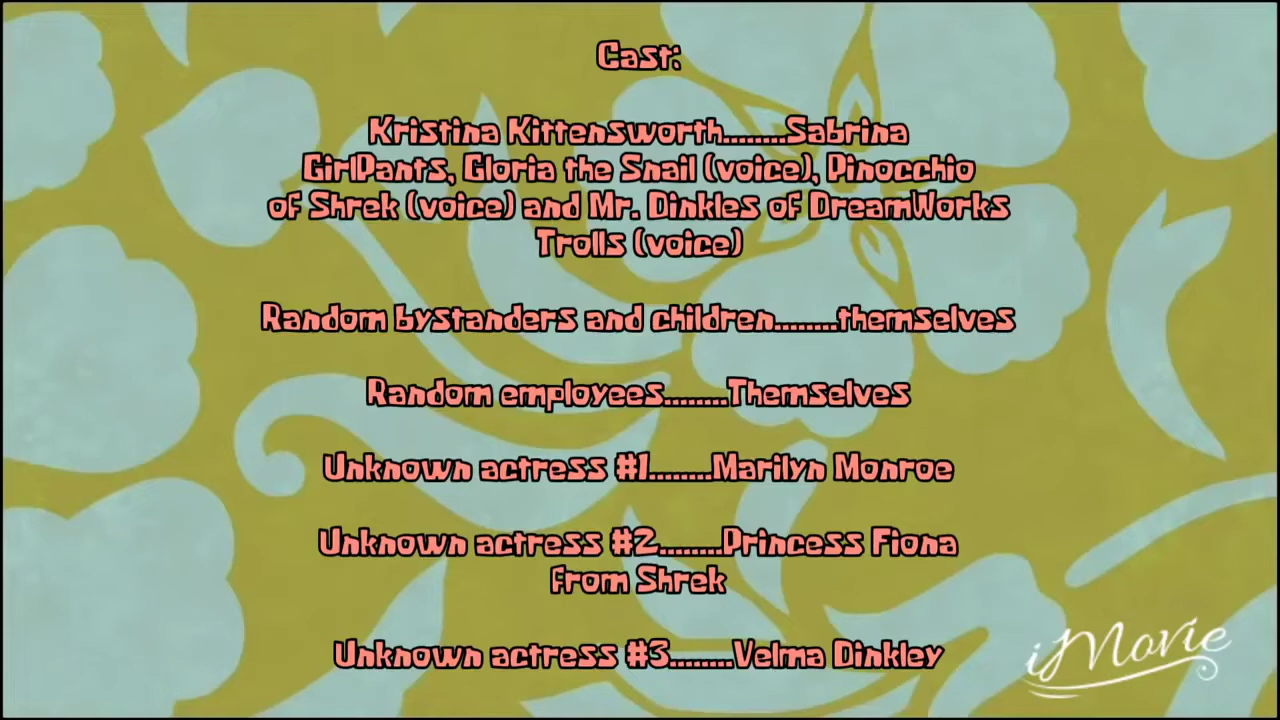 Cast:
Kristina Kittensworth........Sabrina
GirlPants, Gloria the Snail (voice), Pinocchio
of Shrek (voice) and Mr. Dinkles of DreamWorks
Trolls (voice)
Random bystanders and children........themselves
Random employees........Themselves
Unknown actress #1........Marilyn Monroe
Unknown actress #2........Princess Fiona
from Shrek
Unknown actress #3........Velma Dinkley
iMovie